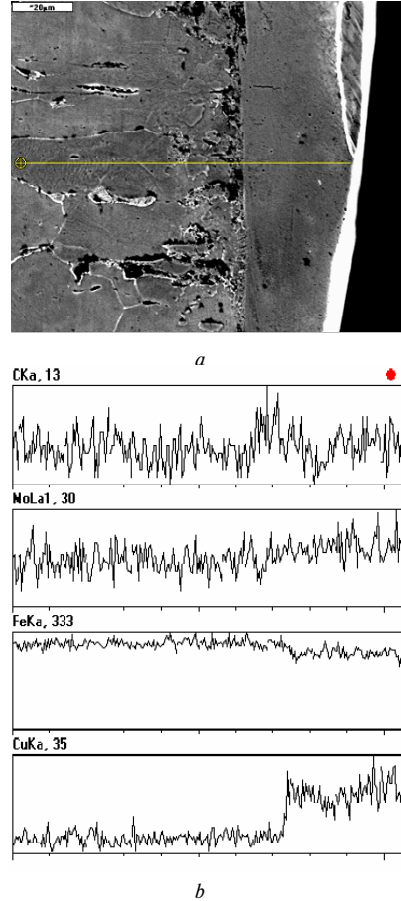 20µm
a
CKa, 13
MoLa1, 30
FeKa, 333
CuKa, 35
b